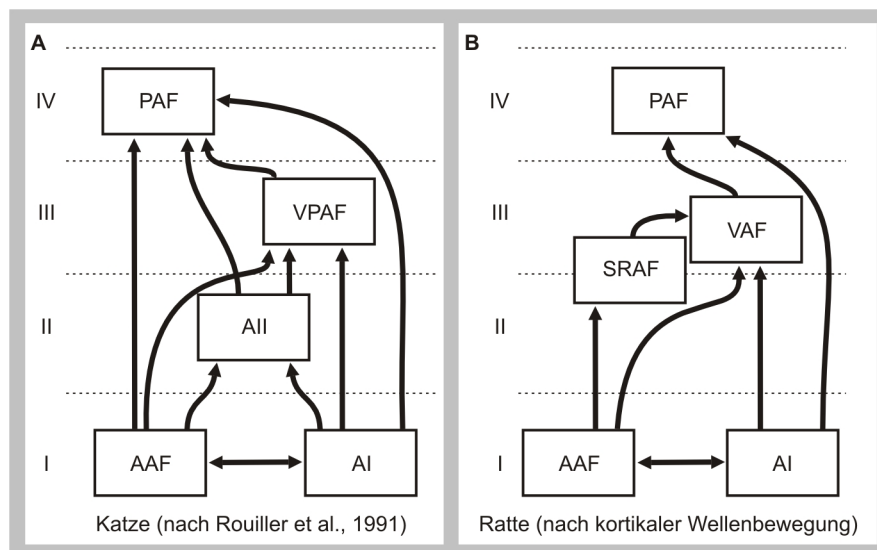 A
IV
PAF
III
VPAF
II
AII
I
AAF
AI
Katze (nach Rouiller et al., 1991)
B
IV
PAF
III
VAF
SRAF
II
I
AAF
AI
Ratte (nach kortikaler Wellenbewegung)